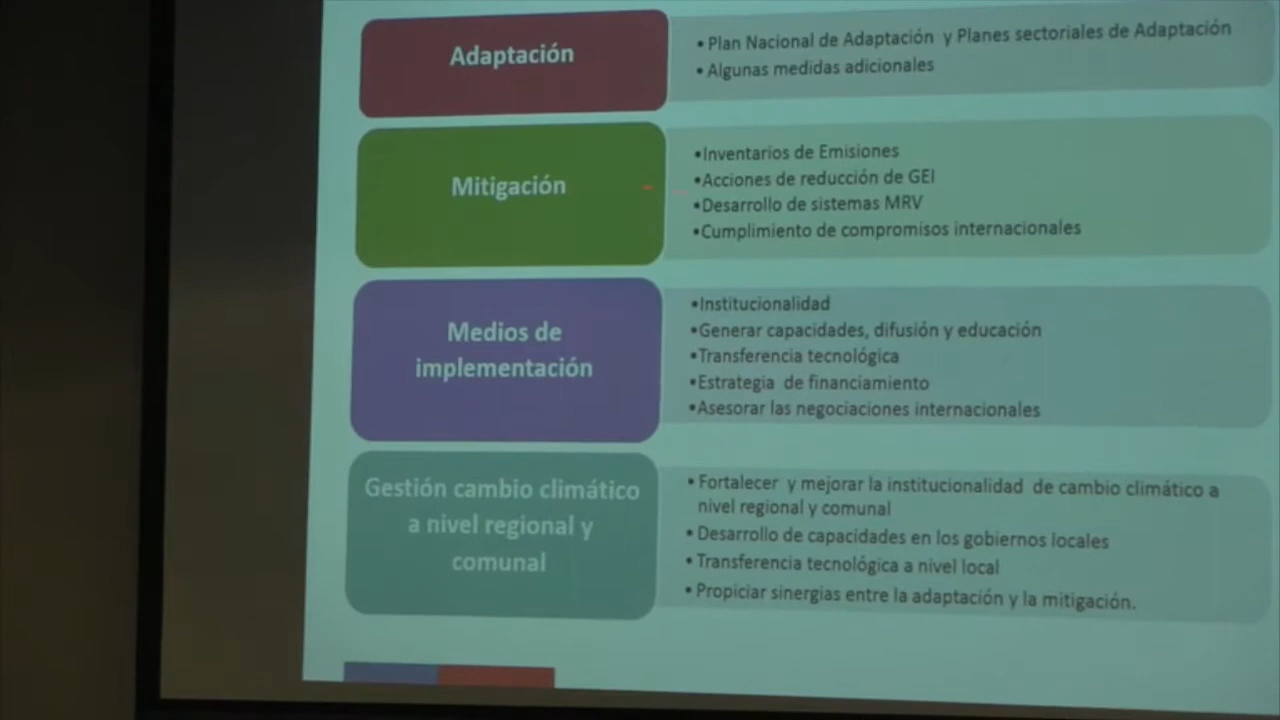 Adaptación
• Plan Nacional de Adaptación y Planes sectoriales de Adaptación
• Algunas medidas adicionales
Mitigación
•Inventarios de Emisiones
•Acciones de reducción de GEI
•Desarrollo de sistemas MRV
•Cumplimiento de compromisos internacionales
Medios de
implementación
•Institucionalidad
•Generar capacidades, difusión y educación
•Transferencia tecnológica
•Estrategia de financiamiento
•Asesorar las negociaciones internacionales
Gestión cambio climático
a nivel regional y
comunal
• Fortalecer y mejorar la institucionalidad de cambio climático a
nivel regional y comunal
• Desarrollo de capacidades en los gobiernos locales
• Transferencia tecnológica a nivel local
• Propiciar sinergias entre la adaptación y la mitigación.